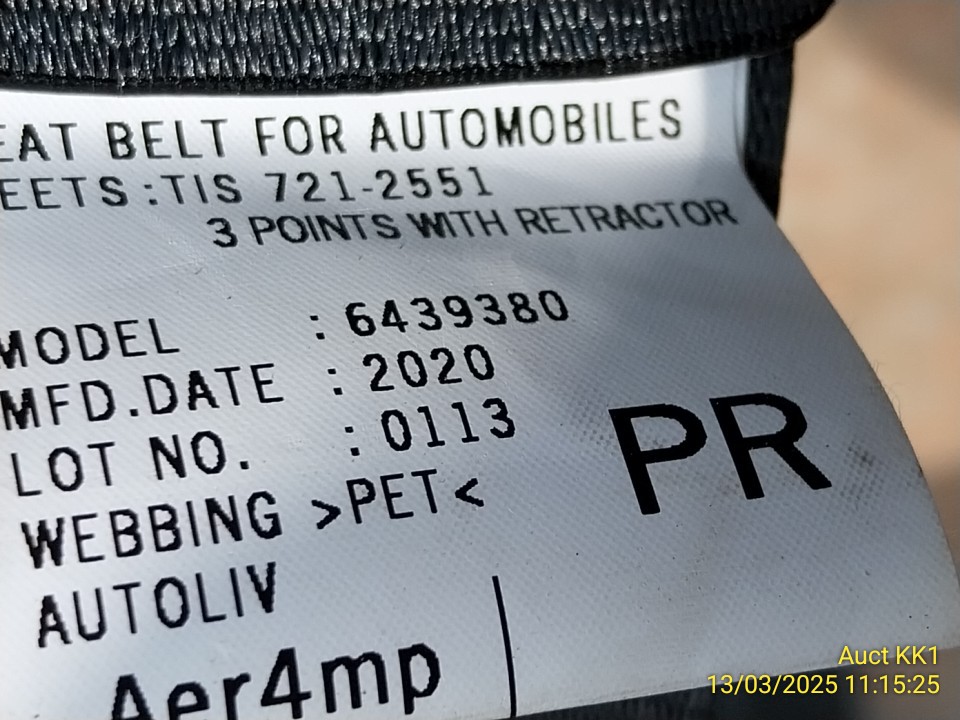 EAT BELT FOR AUTOMOBILES
EETS :TIS 721-2551
3 POINTS WITH RETRACTOR
MODEL : 6439380
MFD.DATE : 2020
LOT NO. : 0113
WEBBING >PET<
PR
AUTOLIV
Aer4mp
Auct KK1
13/03/2025 11:15:25